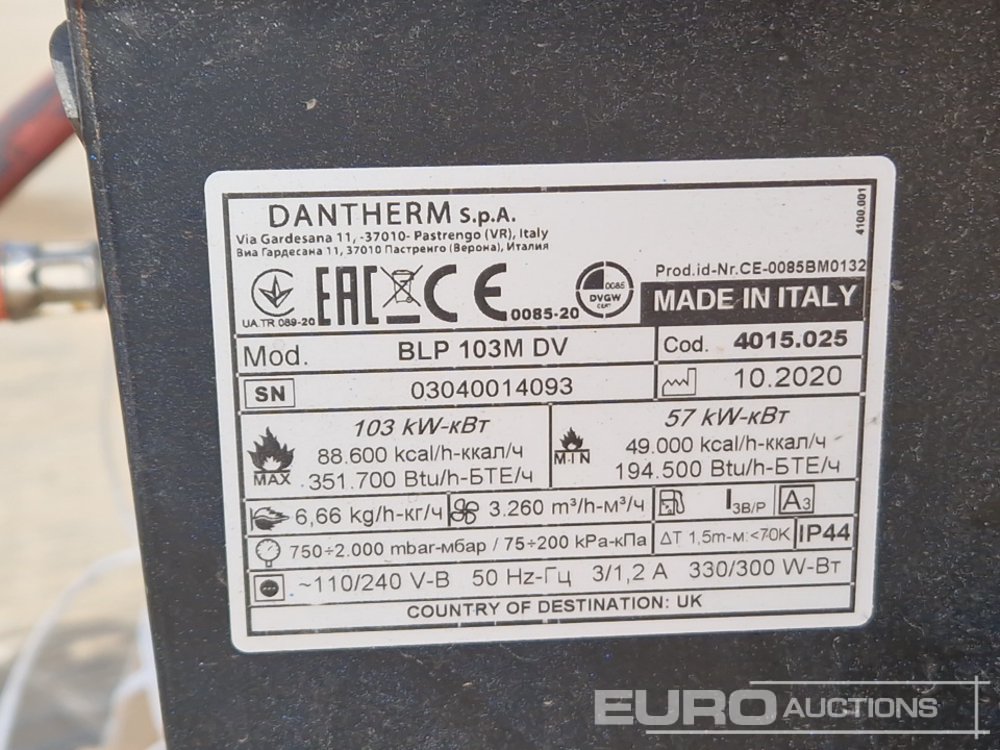 DANTHERM S.p.A.
Via Gardesana 11, -37010- Pastrengo (VR), Italy
Виа Гардесана 11, 37010 Пастренго (Верона), Италия
4100.001
UA.TR.089-20
EAC CE
0085-20
0085
DVGW
CERT
Prod.id-Nr.CE-0085BM0132
MADE IN ITALY
Mod. BLP 103M DV
Cod. 4015.025
SN 03040014093
10.2020
MAX
103 kW-кВт
88.600 kcal/h-ккал/ч
351.700 Btu/h-БТЕ/ч
MIN
57 kW-кВт
49.000 kcal/h-ккал/ч
194.500 Btu/h-БТЕ/ч
6,66 kg/h-кг/ч
3.260 m³/h-м³/ч
I3B/P A3
750÷2.000 mbar-мбар / 75÷200 kPa-кПа
ΔT 1,5m-м:<70K
IP44
~110/240 V-В 50 Hz-Гц 3/1,2 A 330/300 W-Вт
COUNTRY OF DESTINATION: UK
EURO AUCTIONS